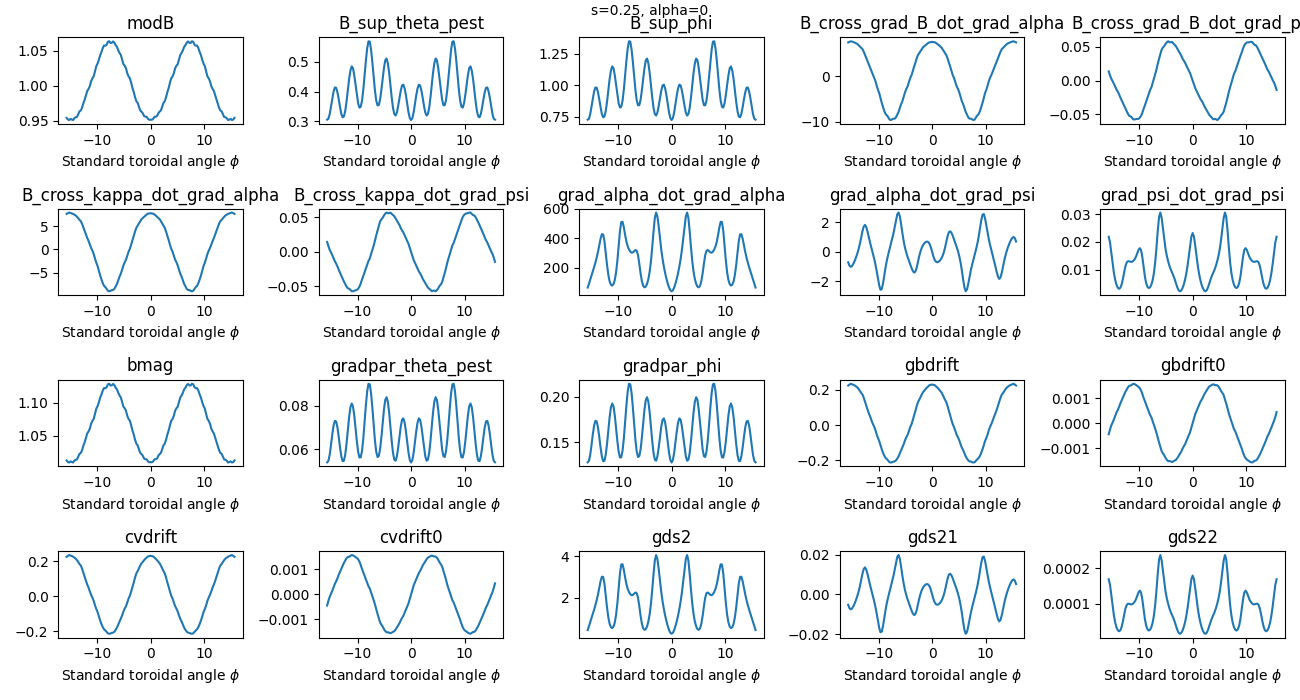 s=0.25, alpha=0
modB
B_sup_theta_pest
B_sup_phi
B_cross_grad_B_dot_grad_alpha
B_cross_grad_B_dot_grad_p
1.05
1.00
0.95
−10
0
10
Standard toroidal angle ϕ
0.5
0.4
0.3
−10
0
10
Standard toroidal angle ϕ
1.25
1.00
0.75
−10
0
10
Standard toroidal angle ϕ
0
−10
−10
0
10
Standard toroidal angle ϕ
0.05
0.00
−0.05
−10
0
10
Standard toroidal angle ϕ
B_cross_kappa_dot_grad_alpha
B_cross_kappa_dot_grad_psi
grad_alpha_dot_grad_alpha
grad_alpha_dot_grad_psi
grad_psi_dot_grad_psi
5
0
−5
−10
0
10
Standard toroidal angle ϕ
0.05
0.00
−0.05
−10
0
10
Standard toroidal angle ϕ
600
400
200
−10
0
10
Standard toroidal angle ϕ
2
0
−2
−10
0
10
Standard toroidal angle ϕ
0.03
0.02
0.01
−10
0
10
Standard toroidal angle ϕ
bmag
gradpar_theta_pest
gradpar_phi
gbdrift
gbdrift0
1.10
1.05
−10
0
10
Standard toroidal angle ϕ
0.08
0.06
−10
0
10
Standard toroidal angle ϕ
0.20
0.15
−10
0
10
Standard toroidal angle ϕ
0.2
0.0
−0.2
−10
0
10
Standard toroidal angle ϕ
0.001
0.000
−0.001
−10
0
10
Standard toroidal angle ϕ
cvdrift
cvdrift0
gds2
gds21
gds22
0.2
0.0
−0.2
−10
0
10
Standard toroidal angle ϕ
0.001
0.000
−0.001
−10
0
10
Standard toroidal angle ϕ
4
2
−10
0
10
Standard toroidal angle ϕ
0.02
0.00
−0.02
−10
0
10
Standard toroidal angle ϕ
0.0002
0.0001
−10
0
10
Standard toroidal angle ϕ